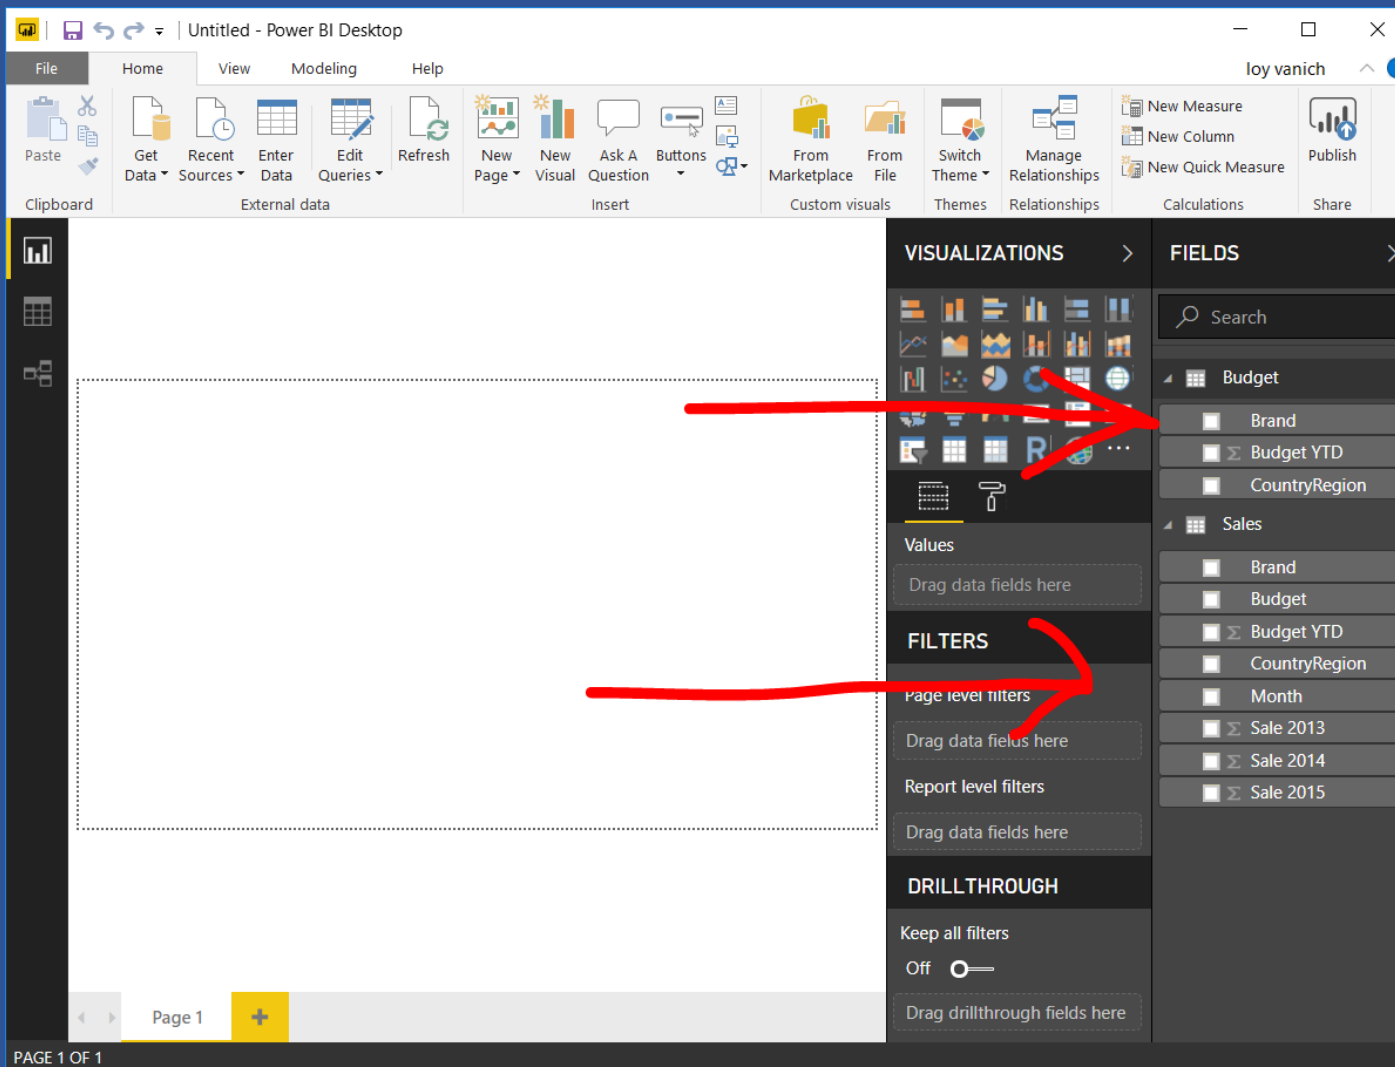 Untitled - Power BI Desktop
File Home View Modeling Help loy vanich
Paste
Get Data
Recent Sources
Enter Data
Edit Queries
Refresh
New Page
New Visual
Ask A Question
Buttons
From Marketplace
From File
Switch Theme
Manage Relationships
New Measure
New Column
New Quick Measure
Publish
Clipboard External data Insert Custom visuals Themes Relationships Calculations Share
VISUALIZATIONS
R
Values
Drag data fields here
FILTERS
Page level filters
Drag data fields here
Report level filters
Drag data fields here
DRILLTHROUGH
Keep all filters
Off
Drag drillthrough fields here
FIELDS
Search
Budget
Brand
Σ Budget YTD
CountryRegion
Sales
Brand
Budget
Σ Budget YTD
CountryRegion
Month
Σ Sale 2013
Σ Sale 2014
Σ Sale 2015
Page 1
PAGE 1 OF 1